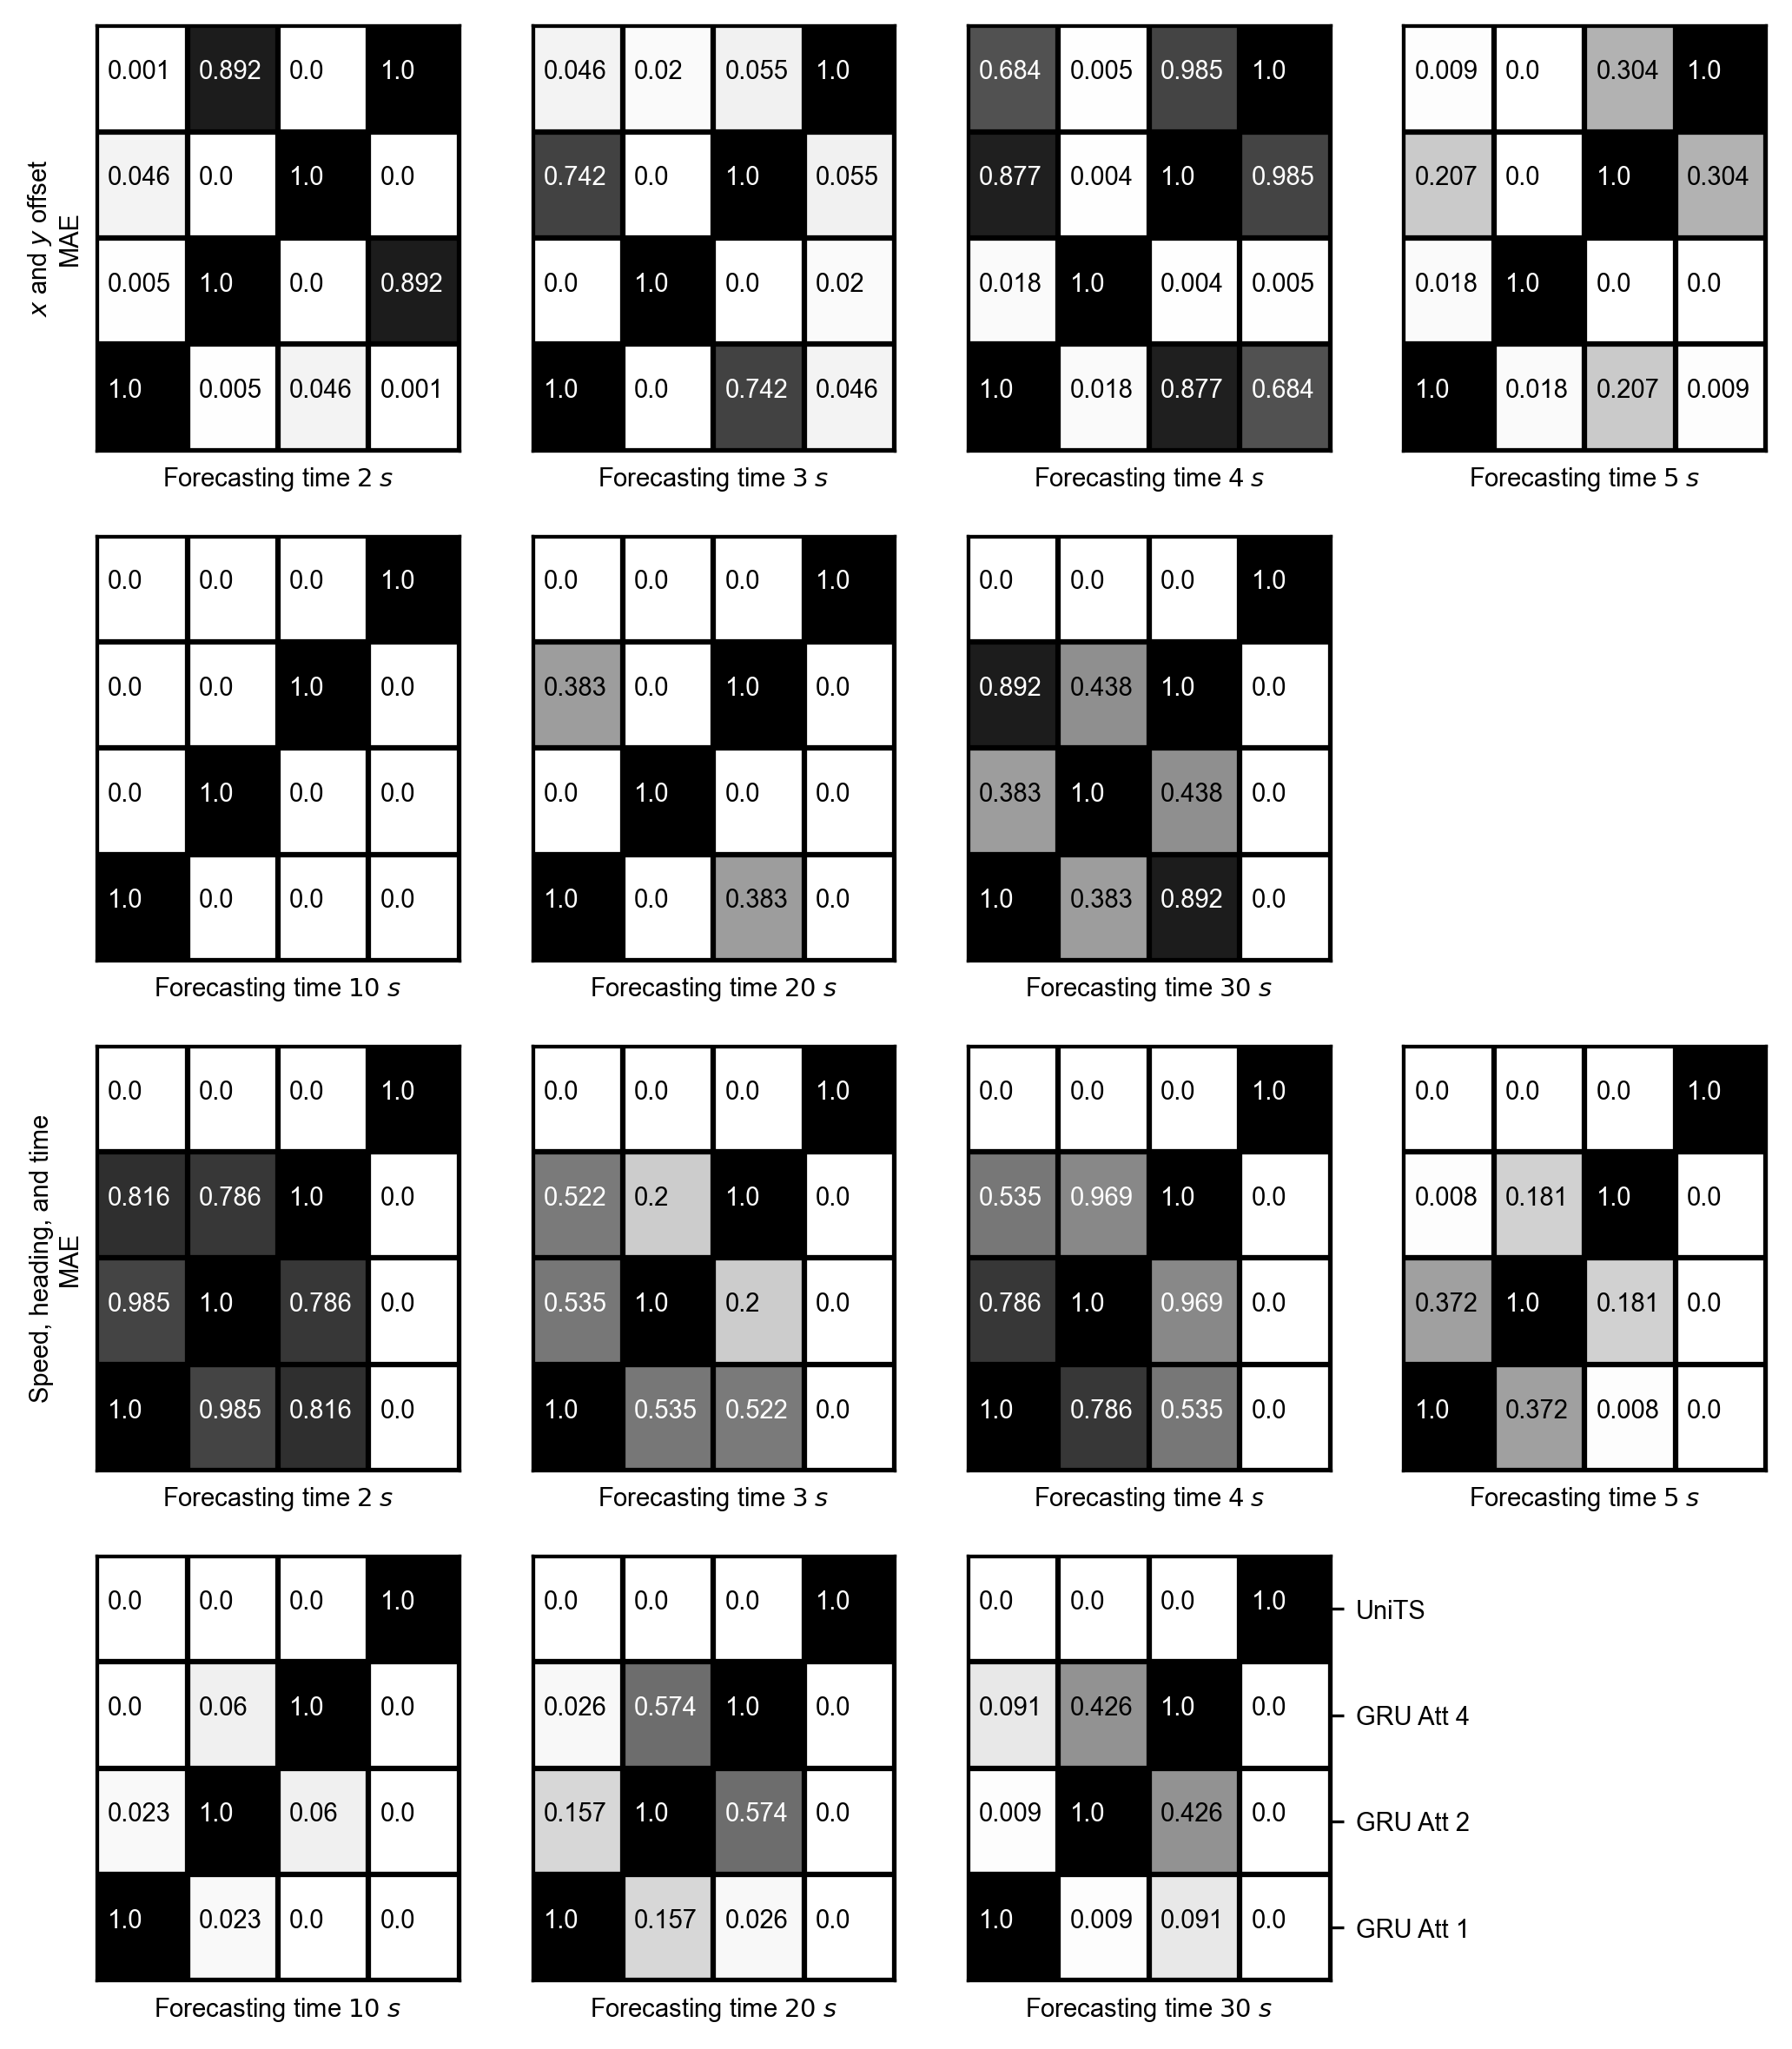 0.001 0.892 0.0 1.0 0.046 0.02 0.055 1.0 0.684 0.005 0.985 1.0 0.009 0.0 0.304 1.0
0.046 0.0 1.0 0.0 0.742 0.0 1.0 0.055 0.877 0.004 1.0 0.985 0.207 0.0 1.0 0.304
x and y offset
MAE
0.005 1.0 0.0 0.892 0.0 1.0 0.0 0.02 0.018 1.0 0.004 0.005 0.018 1.0 0.0 0.0
1.0 0.005 0.046 0.001 1.0 0.0 0.742 0.046 1.0 0.018 0.877 0.684 1.0 0.018 0.207 0.009
Forecasting time 2 s Forecasting time 3 s Forecasting time 4 s Forecasting time 5 s
0.0 0.0 0.0 1.0 0.0 0.0 0.0 1.0 0.0 0.0 0.0 1.0
0.0 0.0 1.0 0.0 0.383 0.0 1.0 0.0 0.892 0.438 1.0 0.0
0.0 1.0 0.0 0.0 0.0 1.0 0.0 0.0 0.383 1.0 0.438 0.0
1.0 0.0 0.0 0.0 1.0 0.0 0.383 0.0 1.0 0.383 0.892 0.0
Forecasting time 10 s Forecasting time 20 s Forecasting time 30 s
0.0 0.0 0.0 1.0 0.0 0.0 0.0 1.0 0.0 0.0 0.0 1.0 0.0 0.0 0.0 1.0
0.816 0.786 1.0 0.0 0.522 0.2 1.0 0.0 0.535 0.969 1.0 0.0 0.008 0.181 1.0 0.0
Speed, heading, and time
MAE
0.985 1.0 0.786 0.0 0.535 1.0 0.2 0.0 0.786 1.0 0.969 0.0 0.372 1.0 0.181 0.0
1.0 0.985 0.816 0.0 1.0 0.535 0.522 0.0 1.0 0.786 0.535 0.0 1.0 0.372 0.008 0.0
Forecasting time 2 s Forecasting time 3 s Forecasting time 4 s Forecasting time 5 s
0.0 0.0 0.0 1.0 0.0 0.0 0.0 1.0 0.0 0.0 0.0 1.0 UniTS
0.0 0.06 1.0 0.0 0.026 0.574 1.0 0.0 0.091 0.426 1.0 0.0 GRU Att 4
0.023 1.0 0.06 0.0 0.157 1.0 0.574 0.0 0.009 1.0 0.426 0.0 GRU Att 2
1.0 0.023 0.0 0.0 1.0 0.157 0.026 0.0 1.0 0.009 0.091 0.0 GRU Att 1
Forecasting time 10 s Forecasting time 20 s Forecasting time 30 s